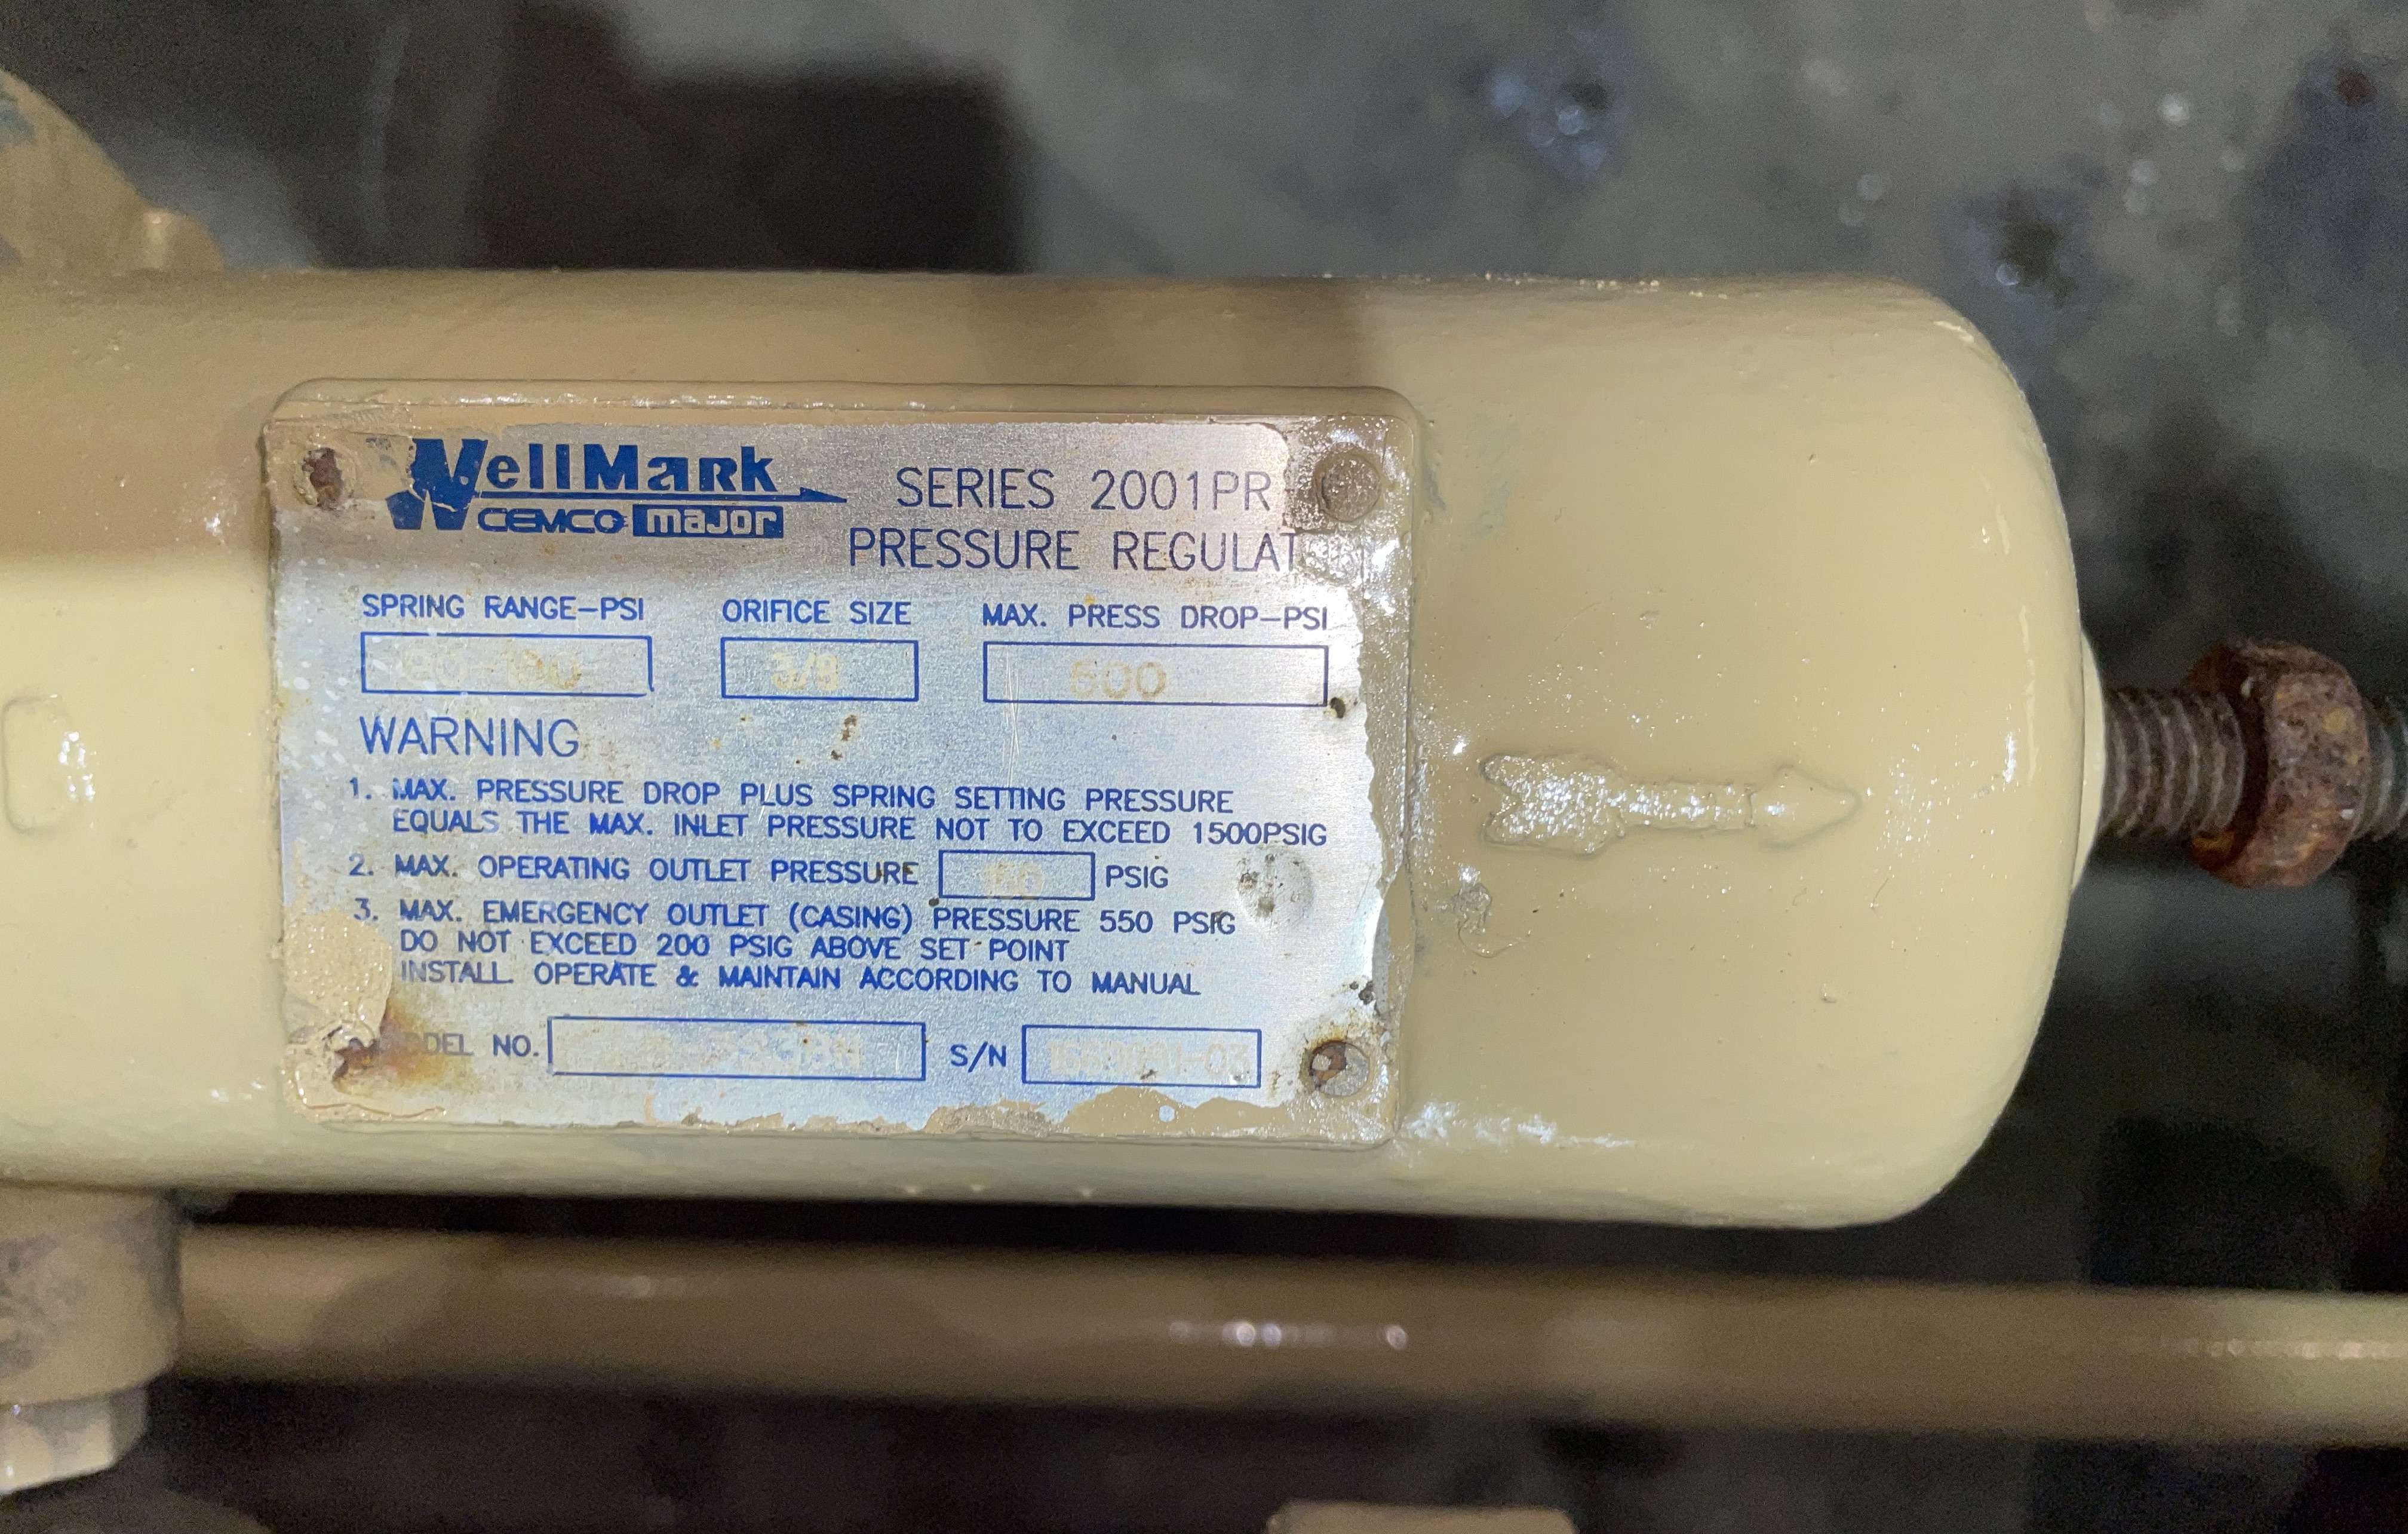 WellMark
CEMCO major
SERIES 2001PR
PRESSURE REGULAT
SPRING RANGE-PSI ORIFICE SIZE MAX. PRESS DROP-PSI
3/8 500
WARNING
1. MAX. PRESSURE DROP PLUS SPRING SETTING PRESSURE
EQUALS THE MAX. INLET PRESSURE NOT TO EXCEED 1500PSIG
2. MAX. OPERATING OUTLET PRESSURE PSIG
3. MAX. EMERGENCY OUTLET (CASING) PRESSURE 550 PSIG
DO NOT EXCEED 200 PSIG ABOVE SET POINT
INSTALL OPERATE & MAINTAIN ACCORDING TO MANUAL
DEL NO. S/N